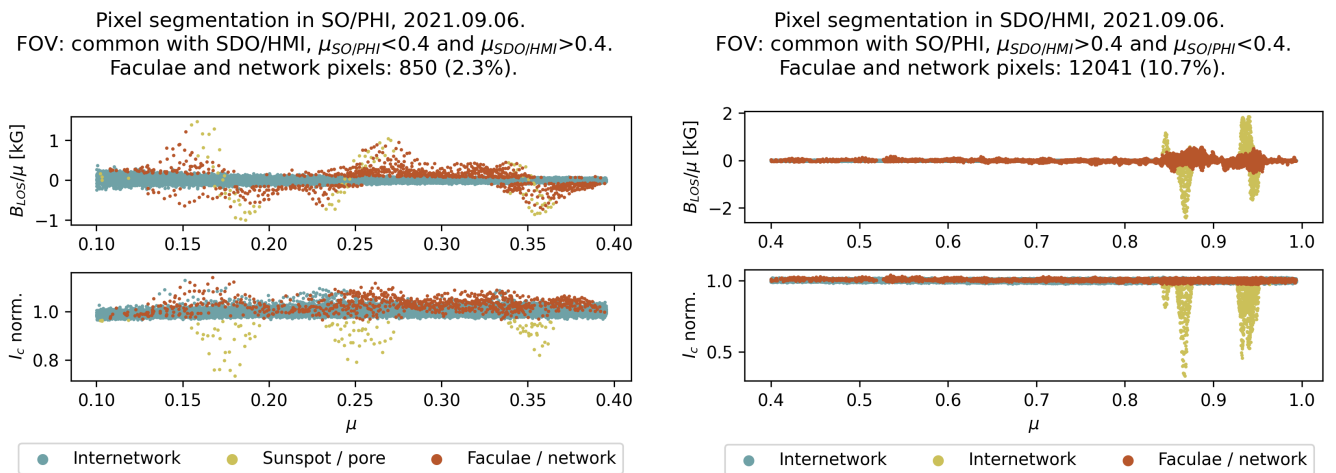 Pixel segmentation in SO/PHI, 2021.09.06.
FOV: common with SDO/HMI, μSO/PHI<0.4 and μSDO/HMI>0.4.
Faculae and network pixels: 850 (2.3%).
BLOS/μ [kG]
1
0
−1
0.10 0.15 0.20 0.25 0.30 0.35 0.40
Ic norm.
1.0
0.8
0.10 0.15 0.20 0.25 0.30 0.35 0.40
μ
Internetwork Sunspot / pore Faculae / network
Pixel segmentation in SDO/HMI, 2021.09.06.
FOV: common with SO/PHI, μSDO/HMI>0.4 and μSO/PHI<0.4.
Faculae and network pixels: 12041 (10.7%).
BLOS/μ [kG]
2
0
−2
0.4 0.5 0.6 0.7 0.8 0.9 1.0
Ic norm.
1.0
0.5
0.4 0.5 0.6 0.7 0.8 0.9 1.0
μ
Internetwork Internetwork Faculae / network